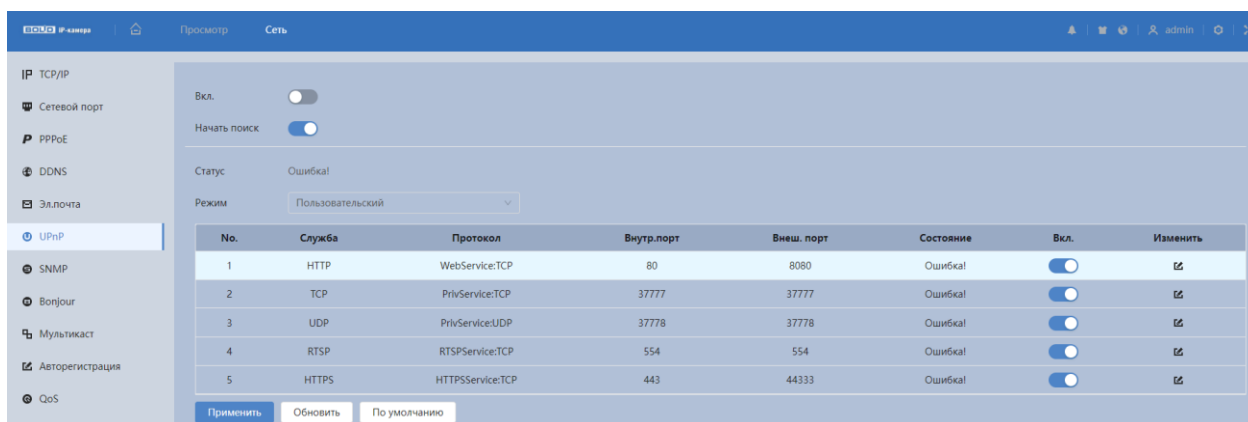 BOLID IP-камера Просмотр Сеть admin
IP TCP/IP
Сетевой порт
PPPoE
DDNS
Эл.почта
UPnP
SNMP
Bonjour
Мультикаст
Авторегистрация
QoS
Вкл.
Начать поиск
Статус Ошибка!
Режим Пользовательский
No. Служба Протокол Внутр.порт Внеш. порт Состояние Вкл. Изменить
1 HTTP WebService:TCP 80 8080 Ошибка!
2 TCP PrivService:TCP 37777 37777 Ошибка!
3 UDP PrivService:UDP 37778 37778 Ошибка!
4 RTSP RTSPService:TCP 554 554 Ошибка!
5 HTTPS HTTPSService:TCP 443 44333 Ошибка!
Применить Обновить По умолчанию